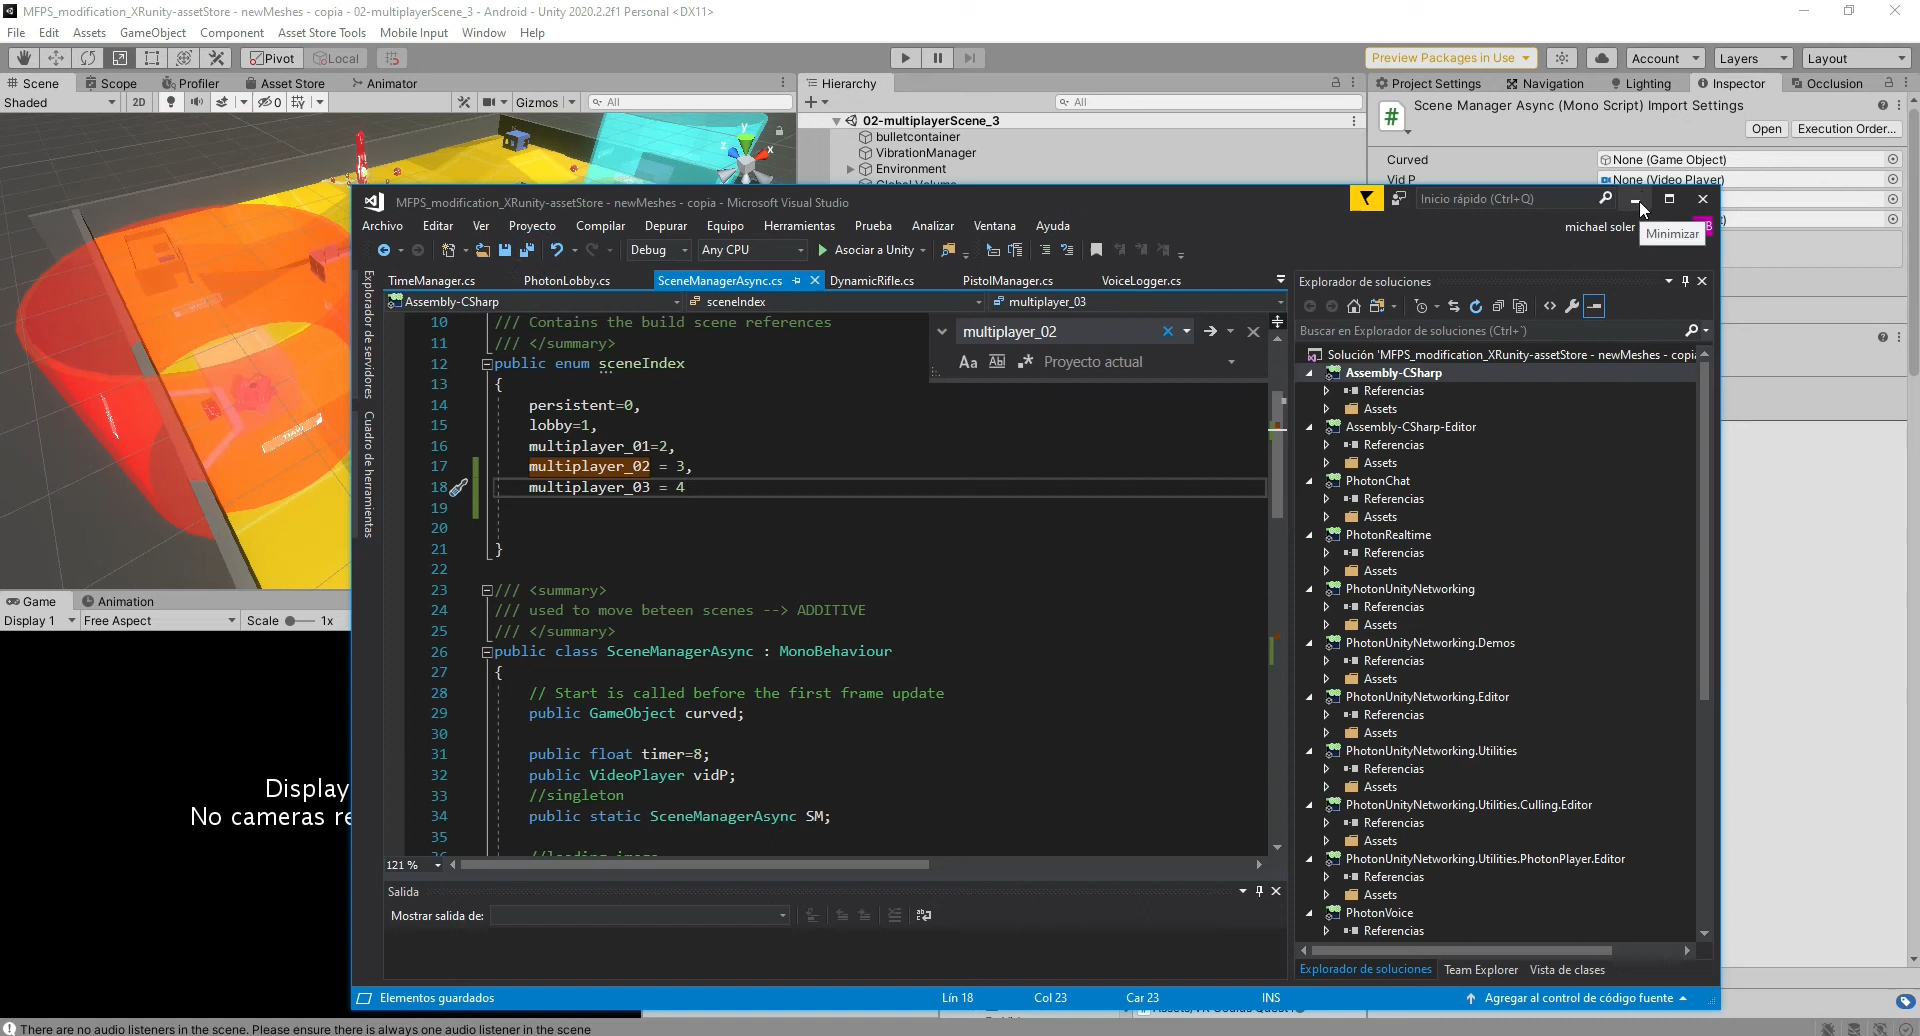 MFPS_modification_XRunity-assetStore - newMeshes - copia - 02-multiplayerScene_3 - Android - Unity 2020.2.2f1 Personal <DX11>
File Edit Assets GameObject Component Asset Store Tools Mobile Input Window Help
Pivot Local Preview Packages in Use Account Layers Layout
Scene Scope Profiler Asset Store Animator
Shaded 2D 0 Gizmos All
Hierarchy
All
02-multiplayerScene_3
bulletcontainer
VibrationManager
Environment
Project Settings Navigation Lighting Inspector Occlusion
Scene Manager Async (Mono Script) Import Settings
Open Execution Order...
Curved None (Game Object)
Vid P None (Video Player)
MFPS_modification_XRunity-assetStore - newMeshes - copia - Microsoft Visual Studio
Inicio rápido (Ctrl+Q)
Archivo Editar Ver Proyecto Compilar Depurar Equipo Herramientas Prueba Analizar Ventana Ayuda
michael soler
Minimizar
Debug Any CPU Asociar a Unity
Explorador de servidores
Cuadro de herramientas
TimeManager.cs PhotonLobby.cs SceneManagerAsync.cs DynamicRifle.cs PistolManager.cs VoiceLogger.cs
Assembly-CSharp sceneIndex multiplayer_03
multiplayer_02
Aa Ab Proyecto actual
10 /// Contains the build scene references
11 /// </summary>
12 public enum sceneIndex
13 {
14 persistent=0,
15 lobby=1,
16 multiplayer_01=2,
17 multiplayer_02 = 3,
18 multiplayer_03 = 4
19
20
21 }
22
23 /// <summary>
24 /// used to move beteen scenes --> ADDITIVE
25 /// </summary>
26 public class SceneManagerAsync : MonoBehaviour
27 {
28 // Start is called before the first frame update
29 public GameObject curved;
30
31 public float timer=8;
32 public VideoPlayer vidP;
33 //singleton
34 public static SceneManagerAsync SM;
35
121 %
Salida
Mostrar salida de:
Explorador de soluciones
Buscar en Explorador de soluciones (Ctrl+´)
Solución 'MFPS_modification_XRunity-assetStore - newMeshes - copia
Assembly-CSharp
Referencias
Assets
Assembly-CSharp-Editor
Referencias
Assets
PhotonChat
Referencias
Assets
PhotonRealtime
Referencias
Assets
PhotonUnityNetworking
Referencias
Assets
PhotonUnityNetworking.Demos
Referencias
Assets
PhotonUnityNetworking.Editor
Referencias
Assets
PhotonUnityNetworking.Utilities
Referencias
Assets
PhotonUnityNetworking.Utilities.Culling.Editor
Referencias
Assets
PhotonUnityNetworking.Utilities.PhotonPlayer.Editor
Referencias
Assets
PhotonVoice
Referencias
Explorador de soluciones Team Explorer Vista de clases
Elementos guardados Lín 18 Col 23 Car 23 INS Agregar al control de código fuente
Game Animation
Display 1 Free Aspect Scale 1x
Display
No cameras re
There are no audio listeners in the scene. Please ensure there is always one audio listener in the scene